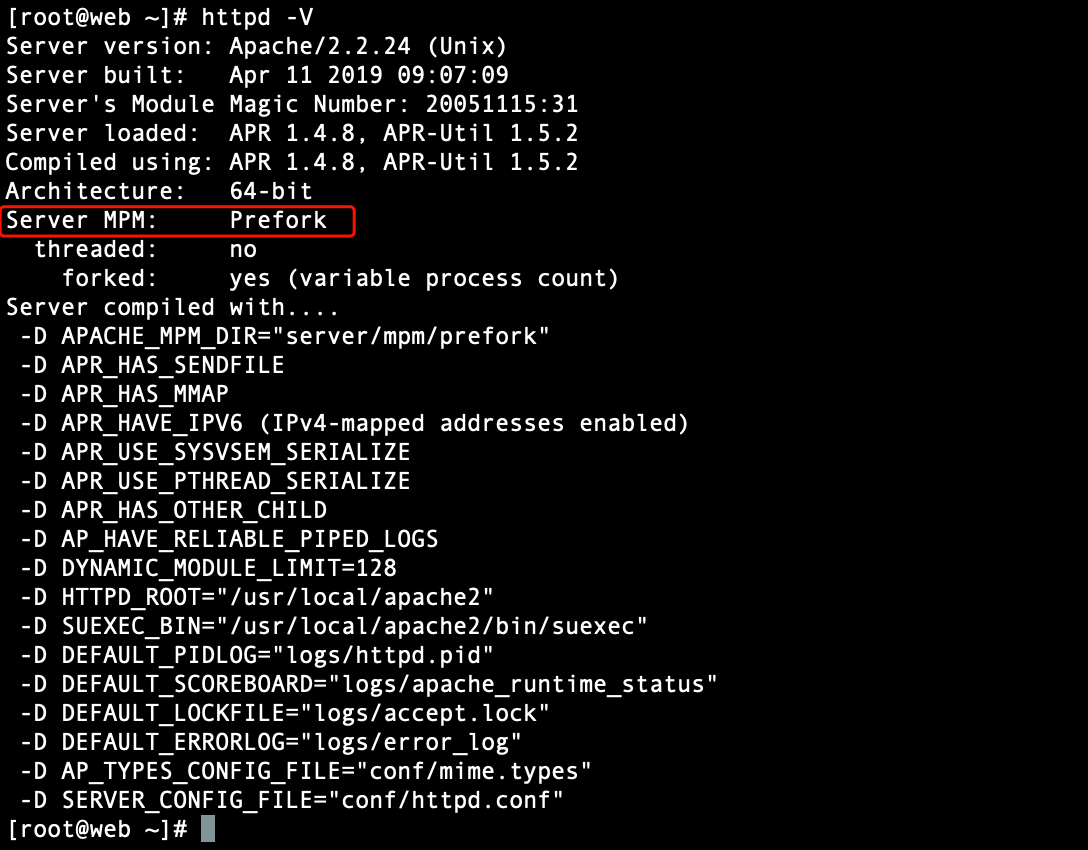 [root@web ~]# httpd -V
Server version: Apache/2.2.24 (Unix)
Server built:   Apr 11 2019 09:07:09
Server's Module Magic Number: 20051115:31
Server loaded:  APR 1.4.8, APR-Util 1.5.2
Compiled using: APR 1.4.8, APR-Util 1.5.2
Architecture:   64-bit
Server MPM:     Prefork
  threaded:     no
    forked:     yes (variable process count)
Server compiled with....
 -D APACHE_MPM_DIR="server/mpm/prefork"
 -D APR_HAS_SENDFILE
 -D APR_HAS_MMAP
 -D APR_HAVE_IPV6 (IPv4-mapped addresses enabled)
 -D APR_USE_SYSVSEM_SERIALIZE
 -D APR_USE_PTHREAD_SERIALIZE
 -D APR_HAS_OTHER_CHILD
 -D AP_HAVE_RELIABLE_PIPED_LOGS
 -D DYNAMIC_MODULE_LIMIT=128
 -D HTTPD_ROOT="/usr/local/apache2"
 -D SUEXEC_BIN="/usr/local/apache2/bin/suexec"
 -D DEFAULT_PIDLOG="logs/httpd.pid"
 -D DEFAULT_SCOREBOARD="logs/apache_runtime_status"
 -D DEFAULT_LOCKFILE="logs/accept.lock"
 -D DEFAULT_ERRORLOG="logs/error_log"
 -D AP_TYPES_CONFIG_FILE="conf/mime.types"
 -D SERVER_CONFIG_FILE="conf/httpd.conf"
[root@web ~]#